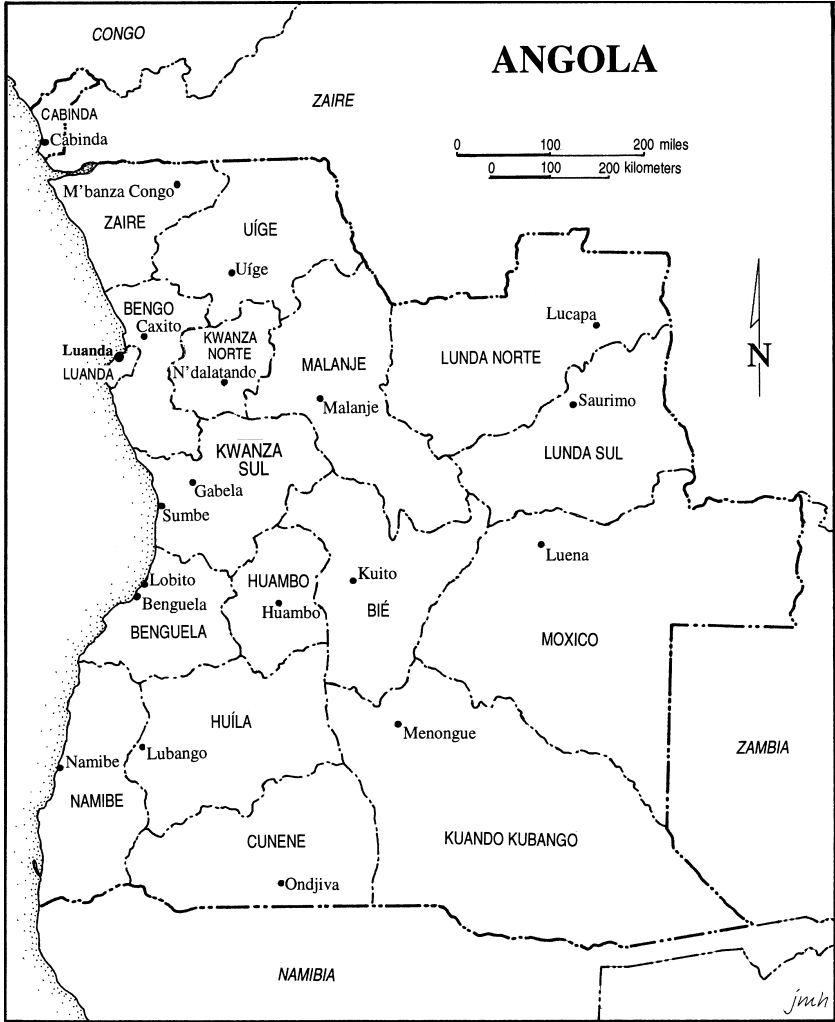 CONGO
ANGOLA
ZAIRE
CABINDA
Cabinda
0 100 200 miles
0 100 200 kilometers
M'banza Congo
ZAIRE
UÍGE
Uíge
BENGO
Caxito
Lucapa
KWANZA
NORTE
Luanda
LUANDA
N'dalatando
MALANJE
LUNDA NORTE
N
Malanje
Saurimo
KWANZA
SUL
LUNDA SUL
Gabela
Sumbe
Luena
Lobito
HUAMBO
Kuito
Benguela
Huambo
BIÉ
BENGUELA
MOXICO
HUÍLA
Menongue
Lubango
ZAMBIA
Namibe
NAMIBE
CUNENE
KUANDO KUBANGO
Ondjiva
NAMIBIA
jmh